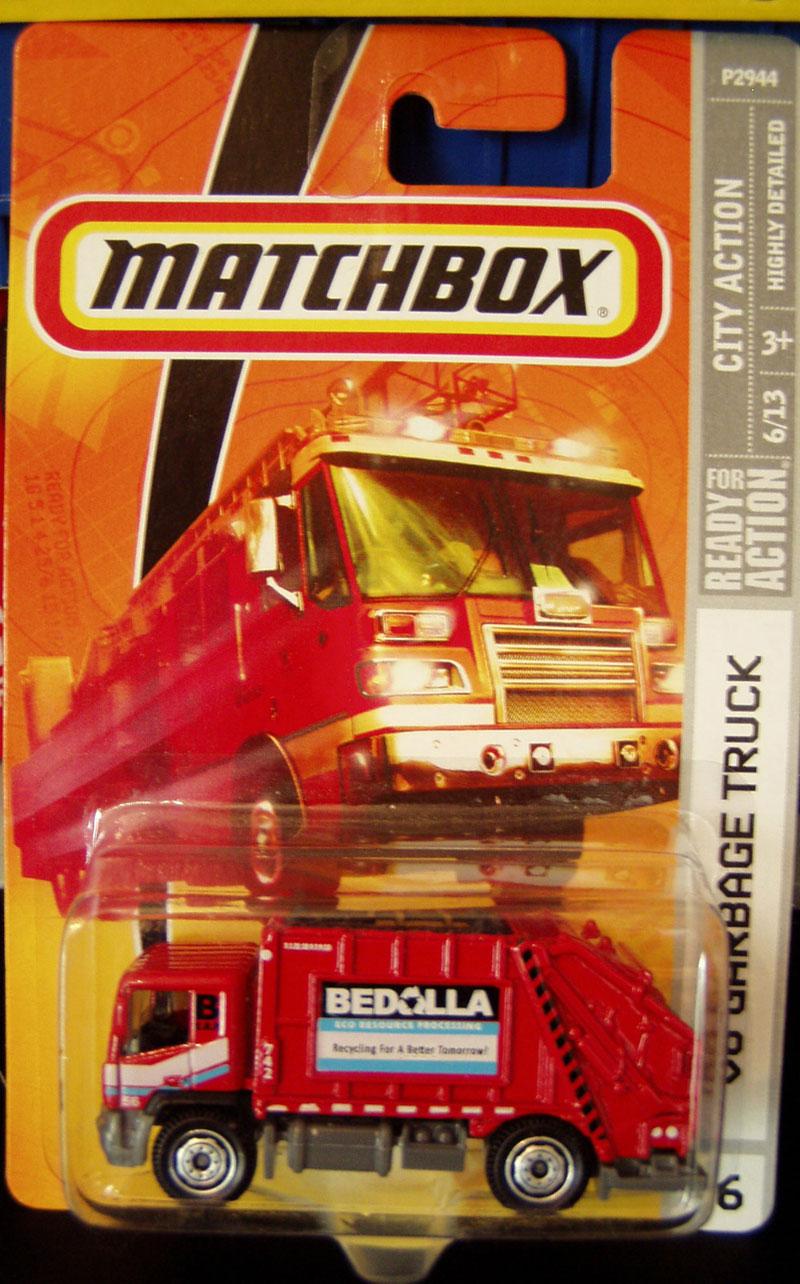 MATCHBOX®
P2944
HIGHLY DETAILED
CITY ACTION
3+
6/13
READY FOR ACTION®
GARBAGE TRUCK
6
BEDOLLA
ECO RESOURCE PROCESSING
Recycling For A Better Tomorrow!
B
742